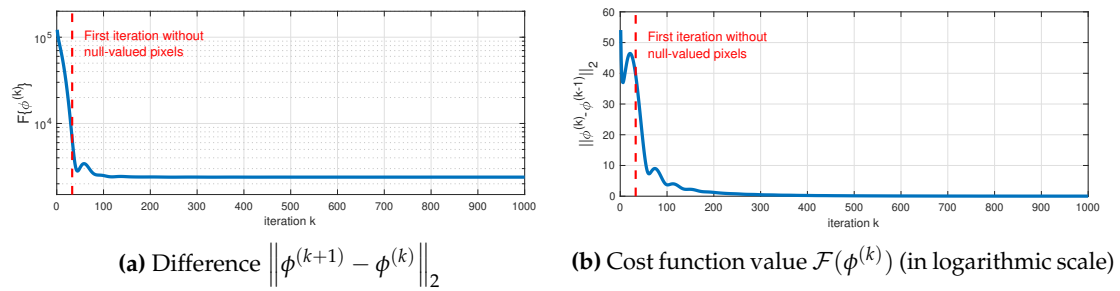 10^5
10^4
F{ϕ^(k)}
First iteration without
null-valued pixels
0 100 200 300 400 500 600 700 800 900 1000
iteration k
(a) Difference ‖ϕ^(k+1) − ϕ^(k)‖_2
60
50
40
30
20
10
0
||ϕ^(k)-ϕ^(k-1)||_2
First iteration without
null-valued pixels
0 100 200 300 400 500 600 700 800 900 1000
iteration k
(b) Cost function value ℱ(ϕ^(k)) (in logarithmic scale)